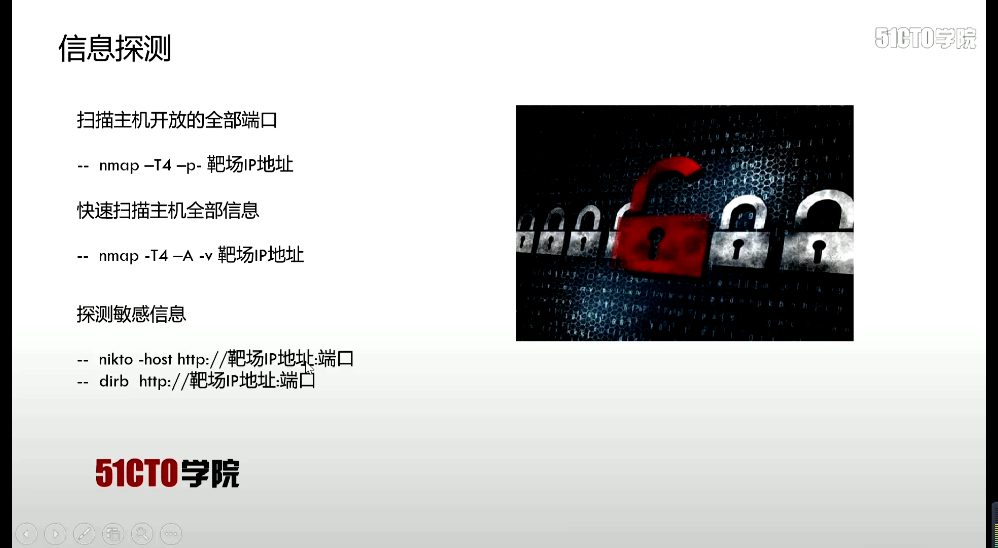 51CTO学院
信息探测
扫描主机开放的全部端口
-- nmap –T4 –p- 靶场IP地址
快速扫描主机全部信息
-- nmap -T4 –A -v 靶场IP地址
探测敏感信息
-- nikto -host http://靶场IP地址:端口
-- dirb http://靶场IP地址:端口
51CTO学院